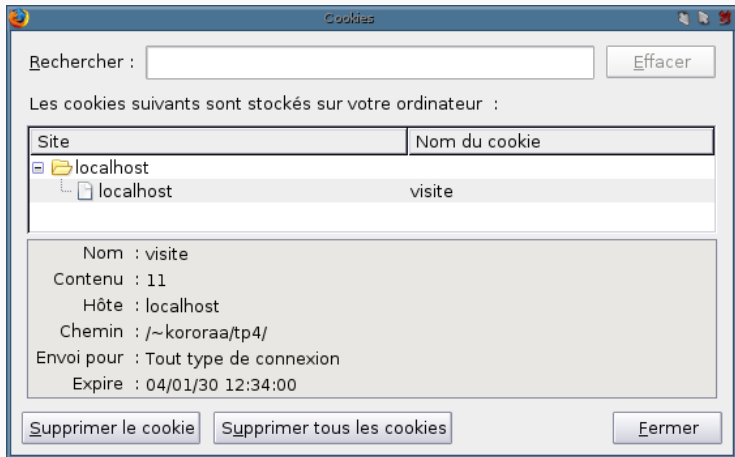 Cookies
Rechercher :
Effacer
Les cookies suivants sont stockés sur votre ordinateur :
Site Nom du cookie
localhost
localhost visite
Nom : visite
Contenu : 11
Hôte : localhost
Chemin : /~kororaa/tp4/
Envoi pour : Tout type de connexion
Expire : 04/01/30 12:34:00
Supprimer le cookie Supprimer tous les cookies Fermer